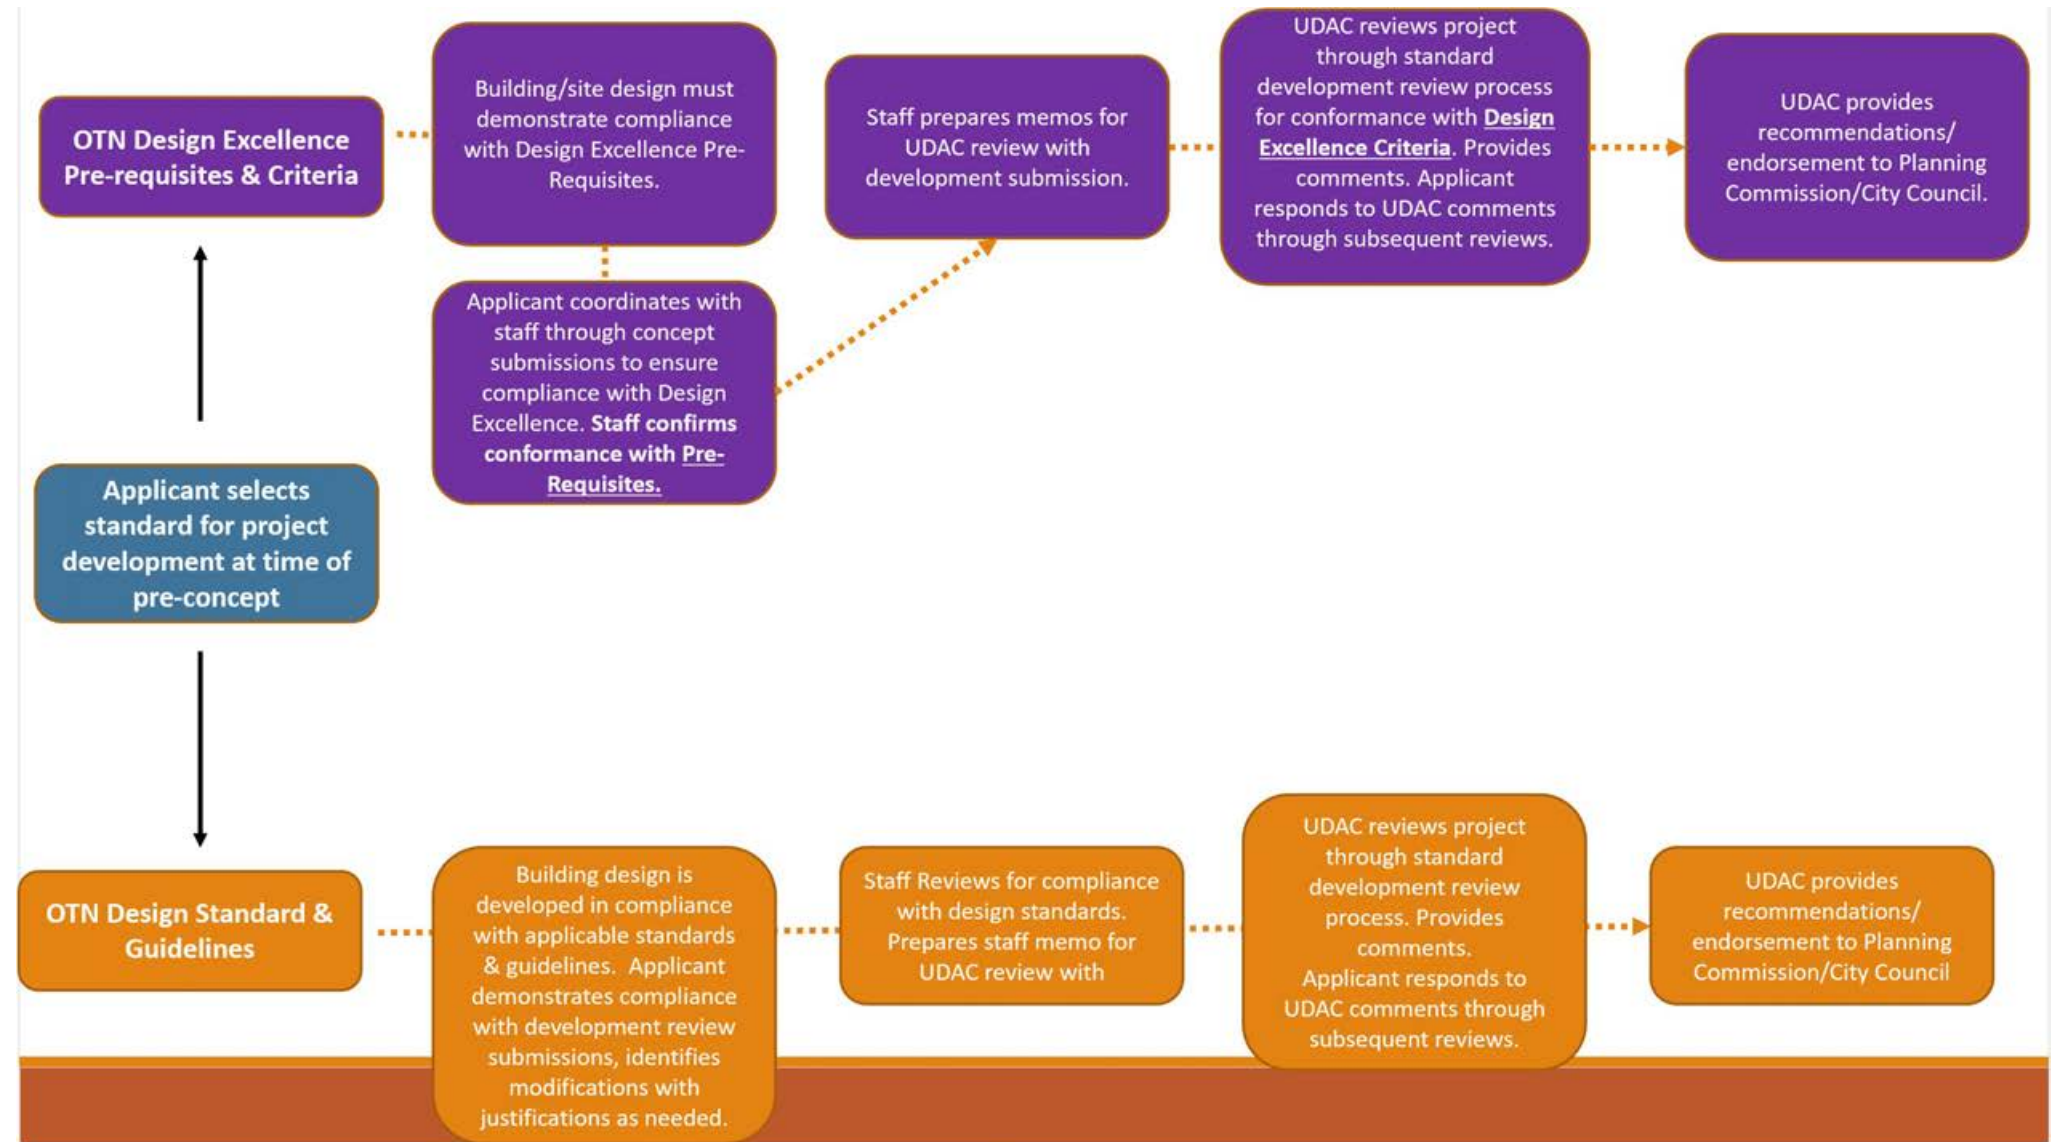 OTN Design Excellence
Pre-requisites & Criteria
Building/site design must
demonstrate compliance
with Design Excellence Pre-
Requisites.
Applicant coordinates with
staff through concept
submissions to ensure
compliance with Design
Excellence. Staff confirms
conformance with Pre-
Requisites.
Staff prepares memos for
UDAC review with
development submission.
UDAC reviews project
through standard
development review process
for conformance with Design
Excellence Criteria. Provides
comments. Applicant
responds to UDAC comments
through subsequent reviews.
UDAC provides
recommendations/
endorsement to Planning
Commission/City Council.
Applicant selects
standard for project
development at time of
pre-concept
OTN Design Standard &
Guidelines
Building design is
developed in compliance
with applicable standards
& guidelines. Applicant
demonstrates compliance
with development review
submissions, identifies
modifications with
justifications as needed.
Staff Reviews for compliance
with design standards.
Prepares staff memo for
UDAC review with
UDAC reviews project
through standard
development review
process. Provides
comments.
Applicant responds to
UDAC comments through
subsequent reviews.
UDAC provides
recommendations/
endorsement to Planning
Commission/City Council